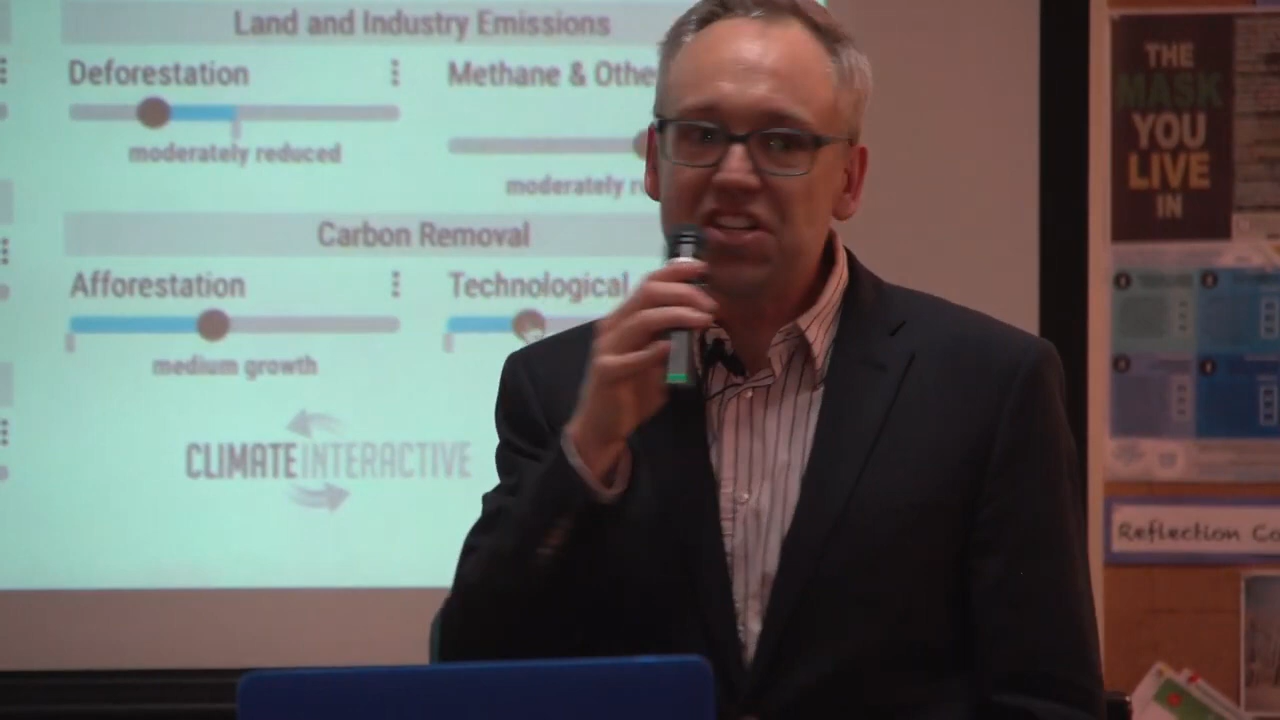 Land and Industry Emissions
Deforestation
Methane & Othe
moderately reduced
moderately r
Carbon Removal
Afforestation
Technological
medium growth
CLIMATEINTERACTIVE
THE
MASK
YOU
LIVE
IN
Reflection Co